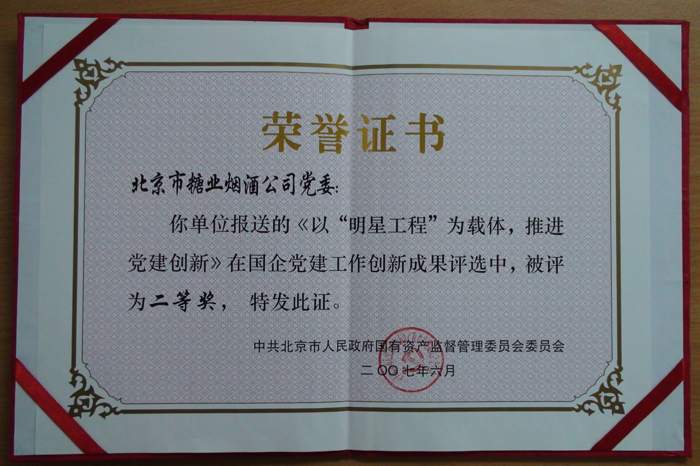 荣誉证书
北京市糖业烟酒公司党委：
你单位报送的《以“明星工程”为载体，推进
党建创新》在国企党建工作创新成果评选中，被评
为二等奖，特发此证。
中共北京市人民政府国有资产监督管理委员会委员会
二〇〇七年六月